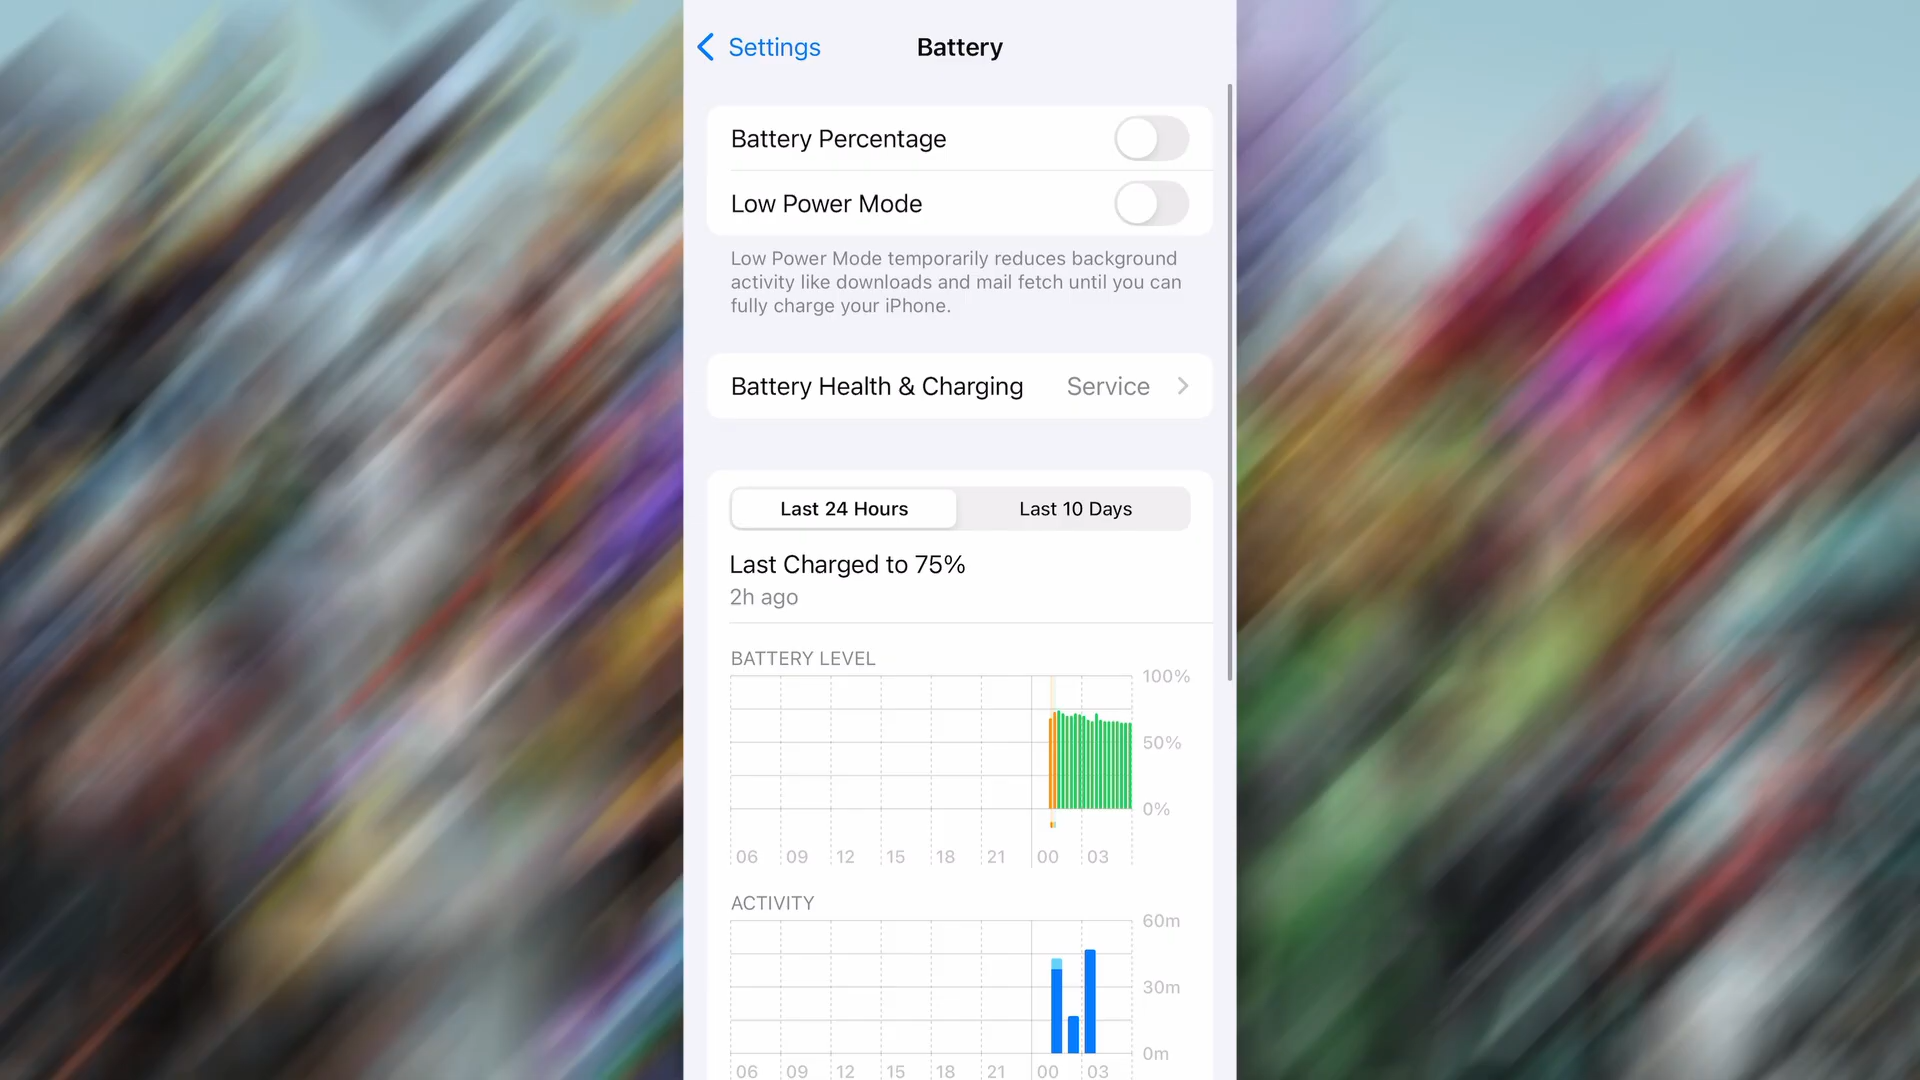 Settings
Battery
Battery Percentage
Low Power Mode
Low Power Mode temporarily reduces background
activity like downloads and mail fetch until you can
fully charge your iPhone.
Battery Health & Charging
Service
Last 24 Hours
Last 10 Days
Last Charged to 75%
2h ago
BATTERY LEVEL
100%
50%
0%
06 09 12 15 18 21 00 03
ACTIVITY
60m
30m
0m
06 09 12 15 18 21 00 03